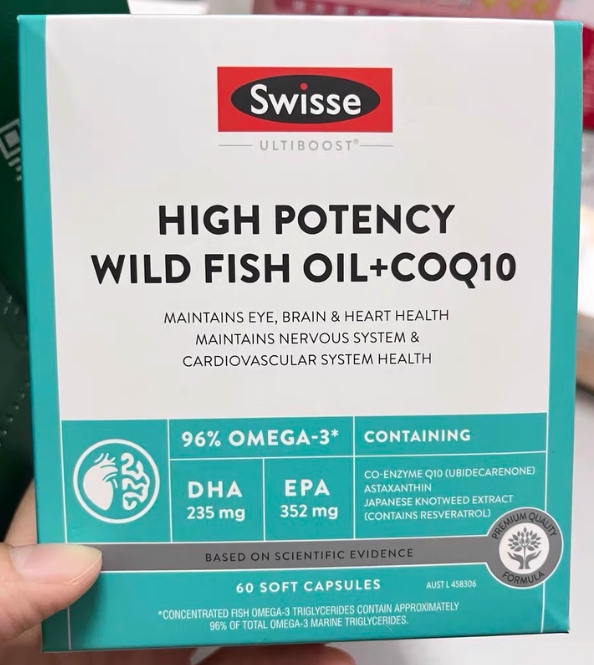 Swisse
ULTIBOOST®
HIGH POTENCY
WILD FISH OIL+COQ10
MAINTAINS EYE, BRAIN & HEART HEALTH
MAINTAINS NERVOUS SYSTEM &
CARDIOVASCULAR SYSTEM HEALTH
96% OMEGA-3*
CONTAINING
DHA
235 mg
EPA
352 mg
CO-ENZYME Q10 (UBIDECARENONE)
ASTAXANTHIN
JAPANESE KNOTWEED EXTRACT
(CONTAINS RESVERATROL)
PREMIUM QUALITY
FORMULA
BASED ON SCIENTIFIC EVIDENCE
60 SOFT CAPSULES
AUST L 458306
*CONCENTRATED FISH OMEGA-3 TRIGLYCERIDES CONTAIN APPROXIMATELY
96% OF TOTAL OMEGA-3 MARINE TRIGLYCERIDES.